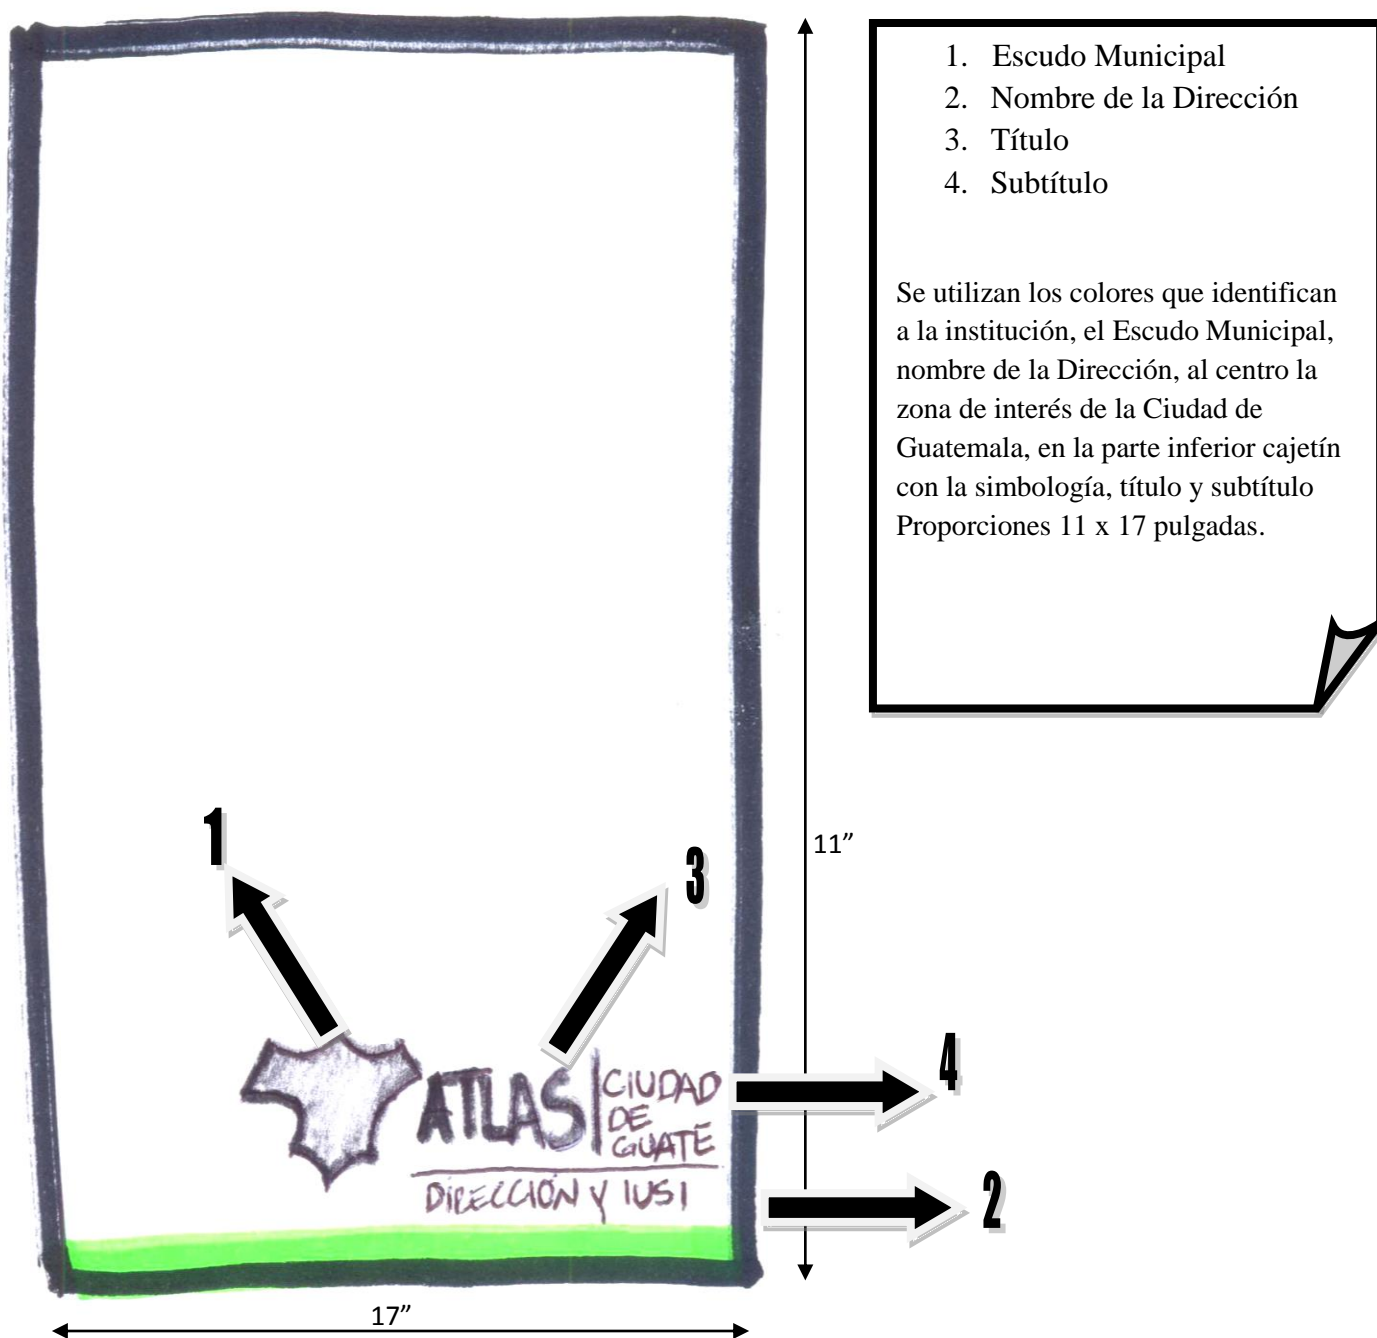 1. Escudo Municipal
2. Nombre de la Dirección
3. Título
4. Subtítulo
Se utilizan los colores que identifican
a la institución, el Escudo Municipal,
nombre de la Dirección, al centro la
zona de interés de la Ciudad de
Guatemala, en la parte inferior cajetín
con la simbología, título y subtítulo
Proporciones 11 x 17 pulgadas.
1
3
11”
4
ATLAS
CIUDAD
DE
GUATE
DIRECCIÓN Y IUSI
2
17”